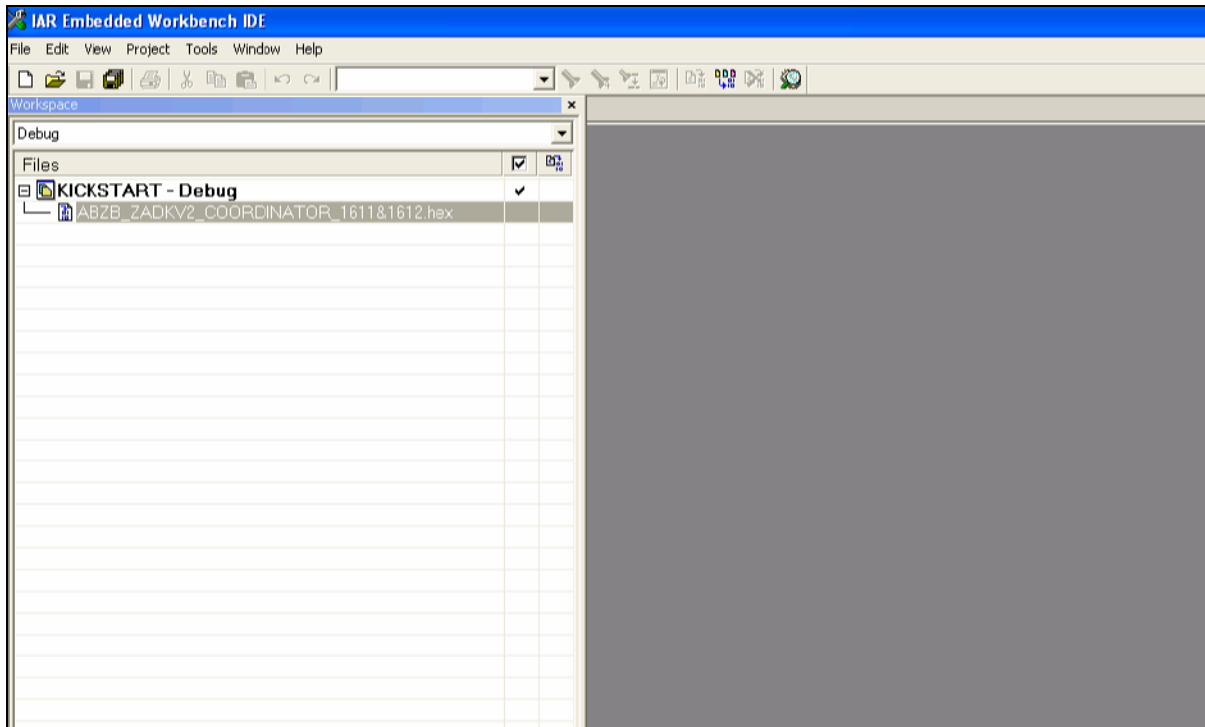 IAR Embedded Workbench IDE
File Edit View Project Tools Window Help
Workspace
Debug
Files
KICKSTART - Debug
ABZB_ZADKV2_COORDINATOR_1611&1612.hex